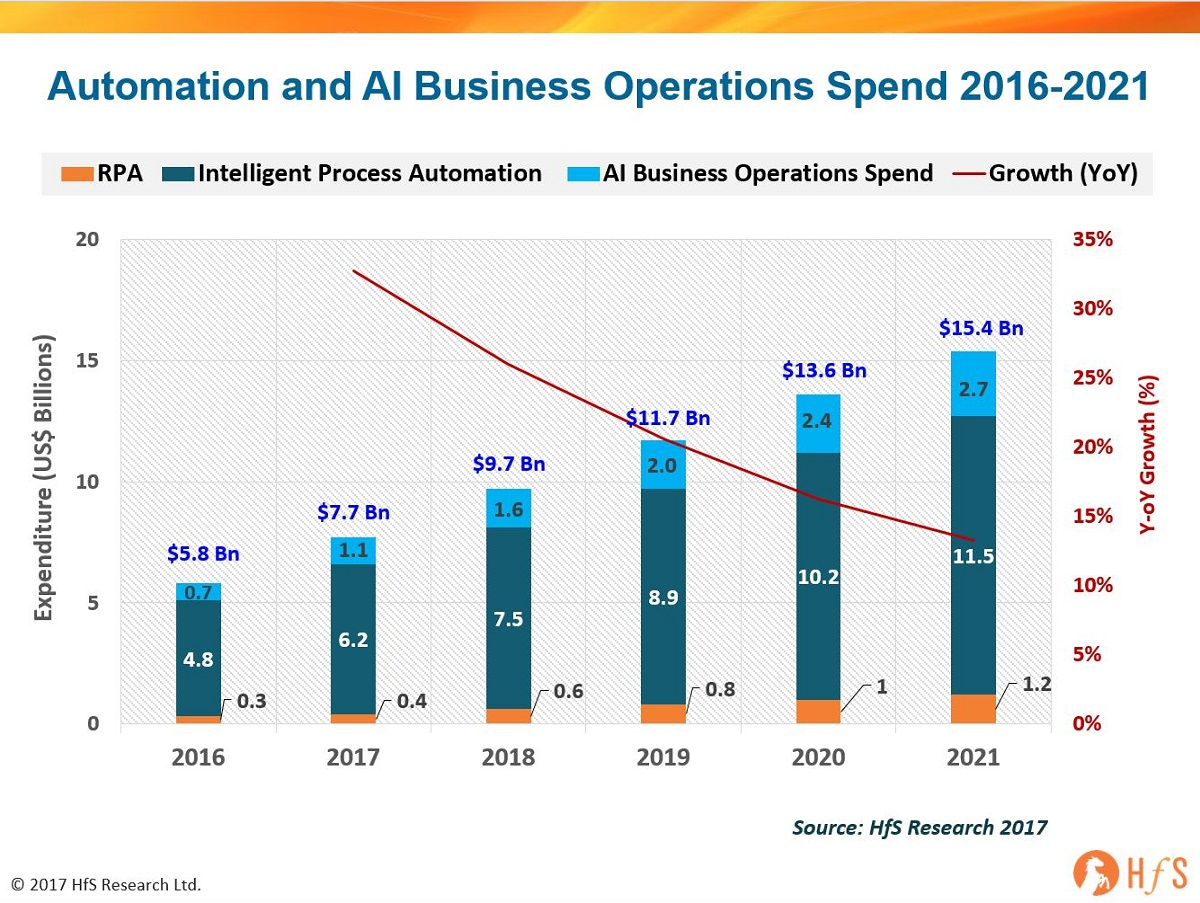 Automation and AI Business Operations Spend 2016-2021
RPA Intelligent Process Automation AI Business Operations Spend Growth (YoY)
Expenditure (US$ Billions)
20
15
10
5
0
$5.8 Bn
0.7
4.8
0.3
$7.7 Bn
1.1
6.2
0.4
$9.7 Bn
1.6
7.5
0.6
$11.7 Bn
2.0
8.9
0.8
$13.6 Bn
2.4
10.2
1
$15.4 Bn
2.7
11.5
1.2
35%
30%
25%
20%
15%
10%
5%
0%
Y-oY Growth (%)
2016 2017 2018 2019 2020 2021
Source: HfS Research 2017
© 2017 HfS Research Ltd.
HfS